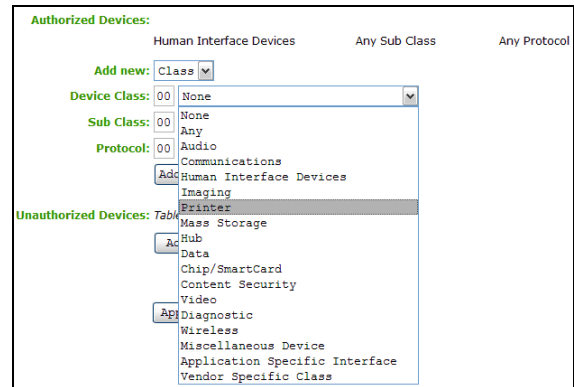 Authorized Devices:
Human Interface Devices Any Sub Class Any Protocol
Add new: Class
Device Class: 00 None
Sub Class: 00
Protocol: 00
None
Any
Audio
Communications
Human Interface Devices
Imaging
Printer
Mass Storage
Hub
Data
Chip/SmartCard
Content Security
Video
Diagnostic
Wireless
Miscellaneous Device
Application Specific Interface
Vendor Specific Class
Unauthorized Devices: